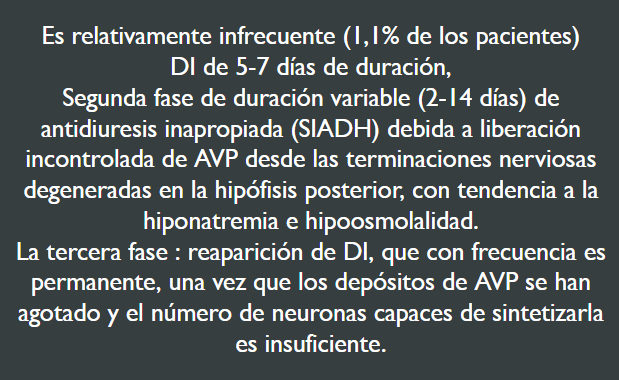 Es relativamente infrecuente (1,1% de los pacientes)
DI de 5-7 días de duración,
Segunda fase de duración variable (2-14 días) de
antidiuresis inapropiada (SIADH) debida a liberación
incontrolada de AVP desde las terminaciones nerviosas
degeneradas en la hipófisis posterior, con tendencia a la
hiponatremia e hipoosmolalidad.
La tercera fase : reaparición de DI, que con frecuencia es
permanente, una vez que los depósitos de AVP se han
agotado y el número de neuronas capaces de sintetizarla
es insuficiente.